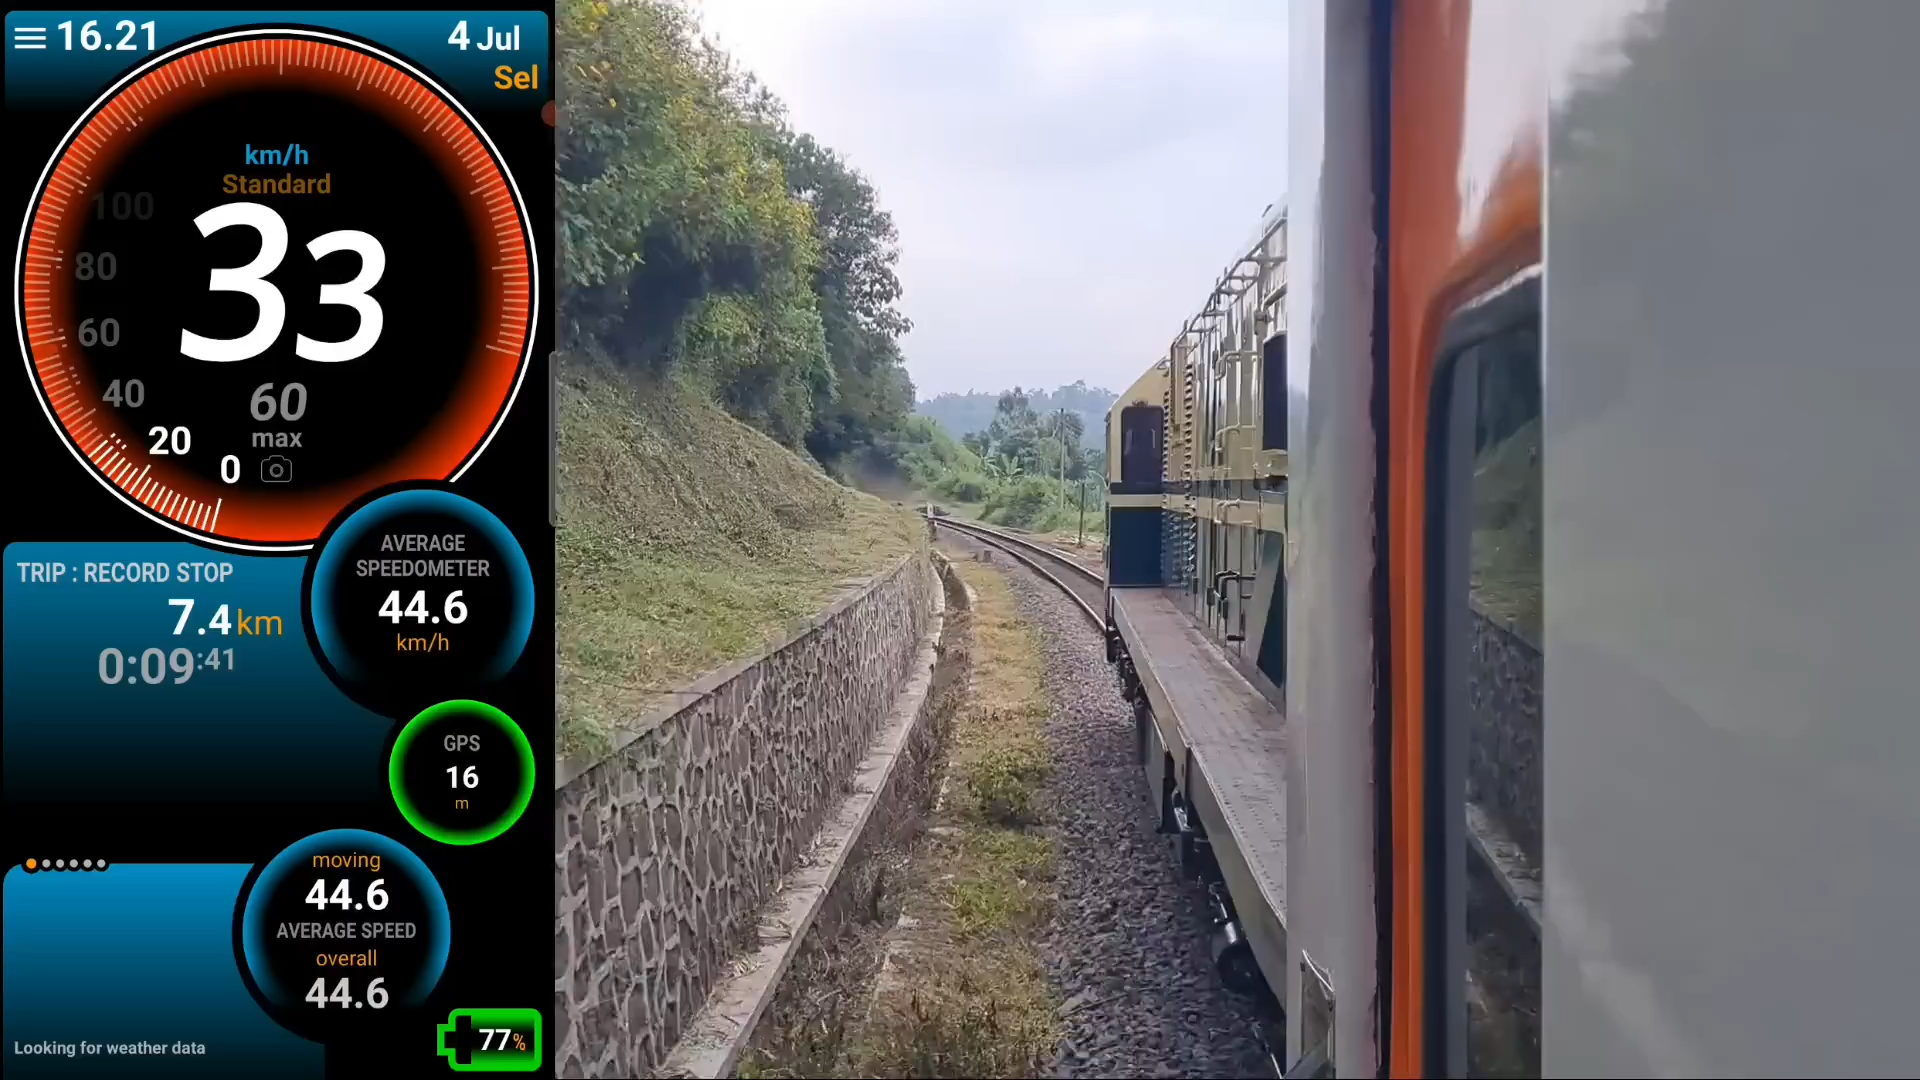 16.21
4 Jul
Sel
km/h
Standard
33
100
80
60
40
20
0
60
max
TRIP : RECORD STOP
7.4 km
0:09:41
AVERAGE
SPEEDOMETER
44.6
km/h
GPS
16
m
moving
44.6
AVERAGE SPEED
overall
44.6
Looking for weather data
77%